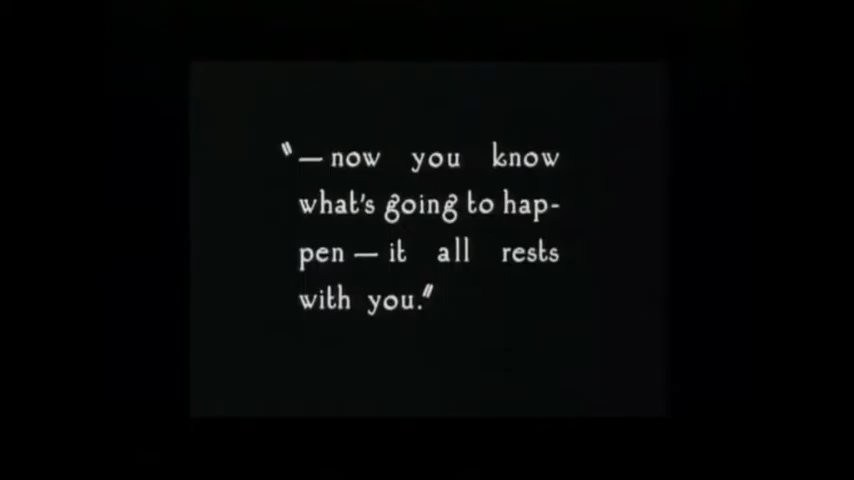 "—now you know
what's going to hap-
pen—it all rests
with you."